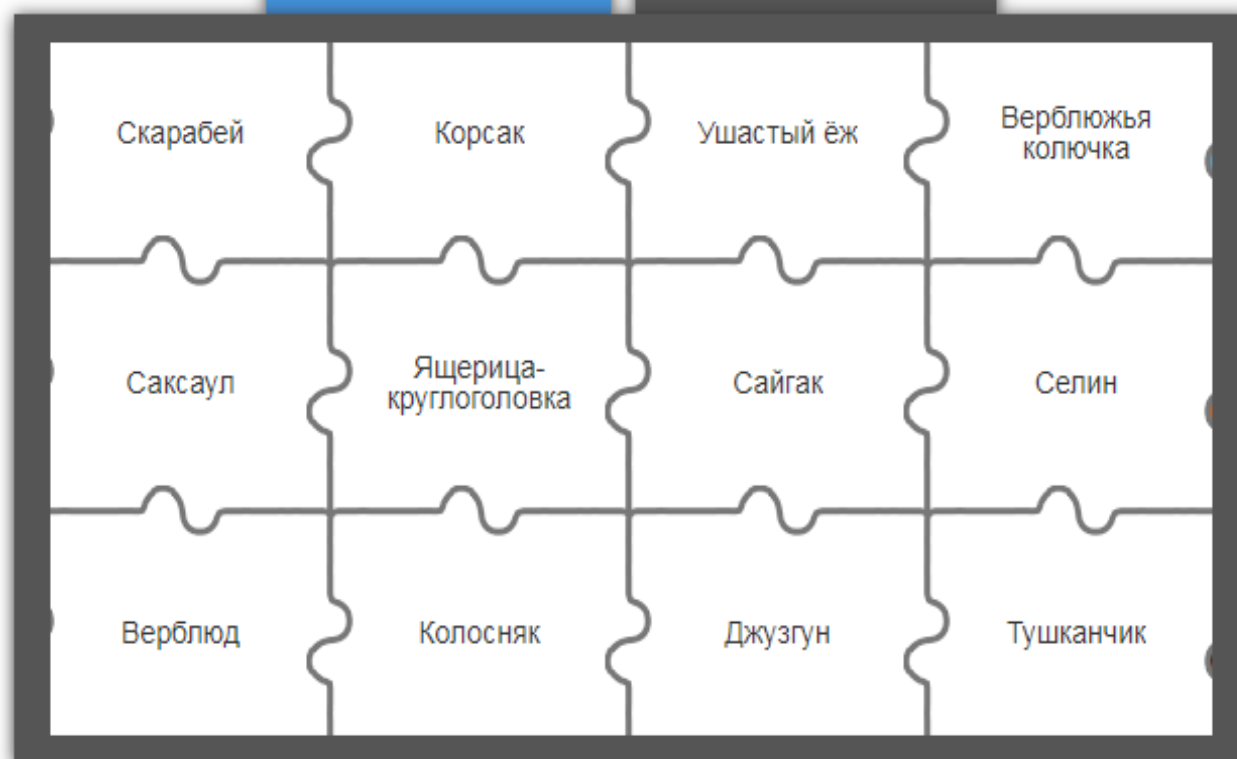 Скарабей
Корсак
Ушастый ёж
Верблюжья
колючка
Саксаул
Ящерица-
круглоголовка
Сайгак
Селин
Верблюд
Колосняк
Джузгун
Тушканчик